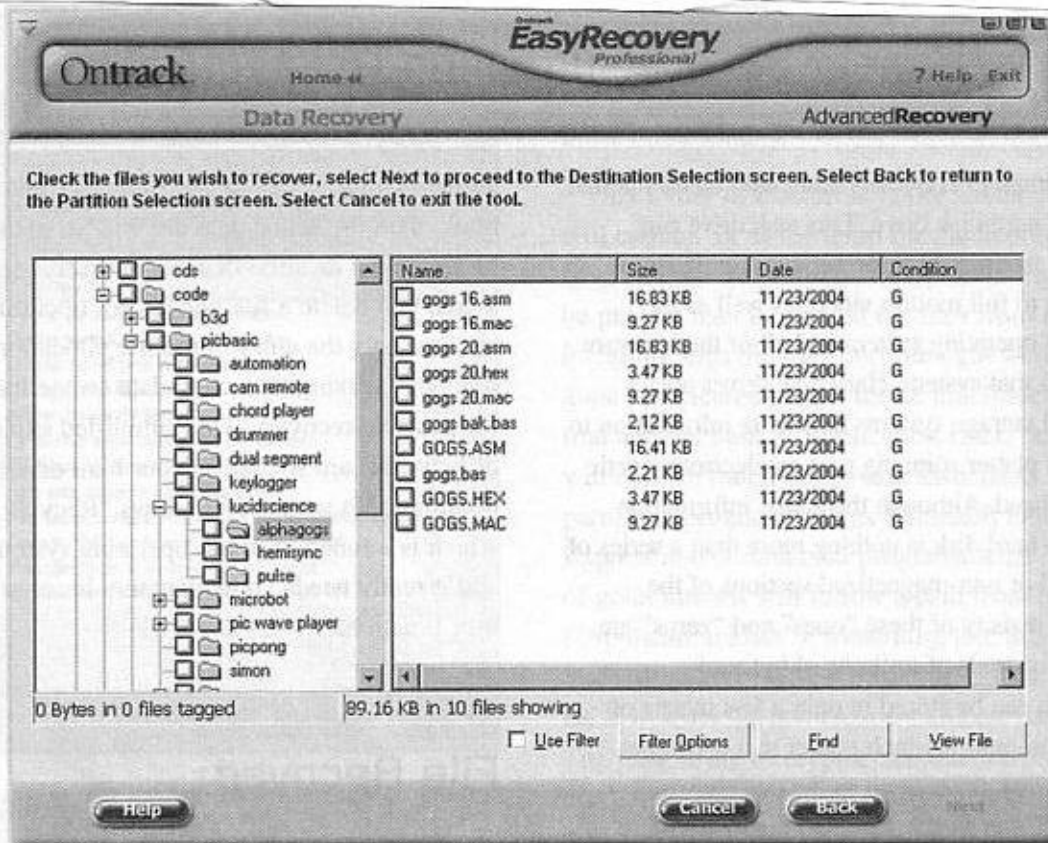 Ontrack
EasyRecovery
Professional
Ontrack
Home
? Help Exit
Data Recovery
AdvancedRecovery
Check the files you wish to recover, select Next to proceed to the Destination Selection screen. Select Back to return to
the Partition Selection screen. Select Cancel to exit the tool.
cds
code
b3d
picbasic
automation
cam remote
chord player
drummer
dual segment
keylogger
lucidscience
alphagogs
hemisync
pulse
microbot
pic wave player
picpong
simon
Name Size Date Condition
gogs 16.asm 16.83 KB 11/23/2004 G
gogs 16.mac 9.27 KB 11/23/2004 G
gogs 20.asm 16.83 KB 11/23/2004 G
gogs 20.hex 3.47 KB 11/23/2004 G
gogs 20.mac 9.27 KB 11/23/2004 G
gogs bak.bas 2.12 KB 11/23/2004 G
GOGS.ASM 16.41 KB 11/23/2004 G
gogs.bas 2.21 KB 11/23/2004 G
GOGS.HEX 3.47 KB 11/23/2004 G
GOGS.MAC 9.27 KB 11/23/2004 G
0 Bytes in 0 files tagged
89.16 KB in 10 files showing
Use Filter
Filter Options
Find
View File
Help
Cancel
Back
Next